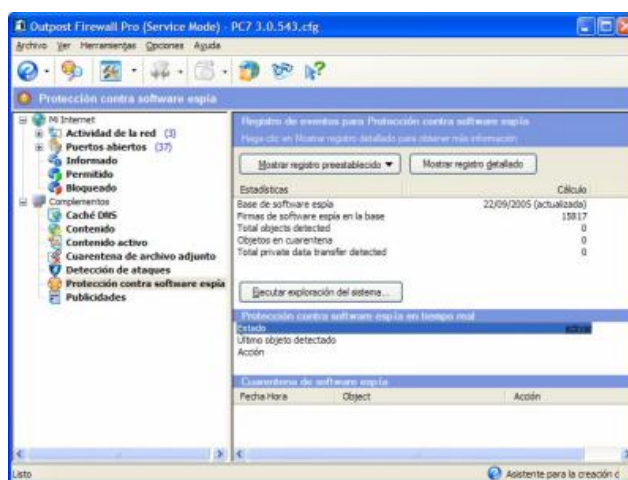 Outpost Firewall Pro (Service Mode) - PC7 3.0.543.cfg
Archivo Ver Herramientas Opciones Ayuda
Protección contra software espía
Mi Internet
Actividad de la red (3)
Puertos abiertos (37)
Informado
Permitido
Bloqueado
Complementos
Caché DNS
Contenido
Contenido activo
Cuarentena de archivo adjunto
Detección de ataques
Protección contra software espía
Publicidades
Registro de eventos para Protección contra software espía
Haga clic en Mostrar registro detallado para obtener más información
Mostrar registro preestablecido
Mostrar registro detallado
Estadísticas Cálculo
Base de software espía 22/09/2005 (actualizada)
Firmas de software espía en la base 15817
Total objects detected 0
Objetos en cuarentena 0
Total private data transfer detected 0
Ejecutar exploración del sistema...
Protección contra software espía en tiempo real
Estado
Último objeto detectado
Acción
Cuarentena de software espía
Fecha/Hora Object Acción
Listo
Asistente para la creación